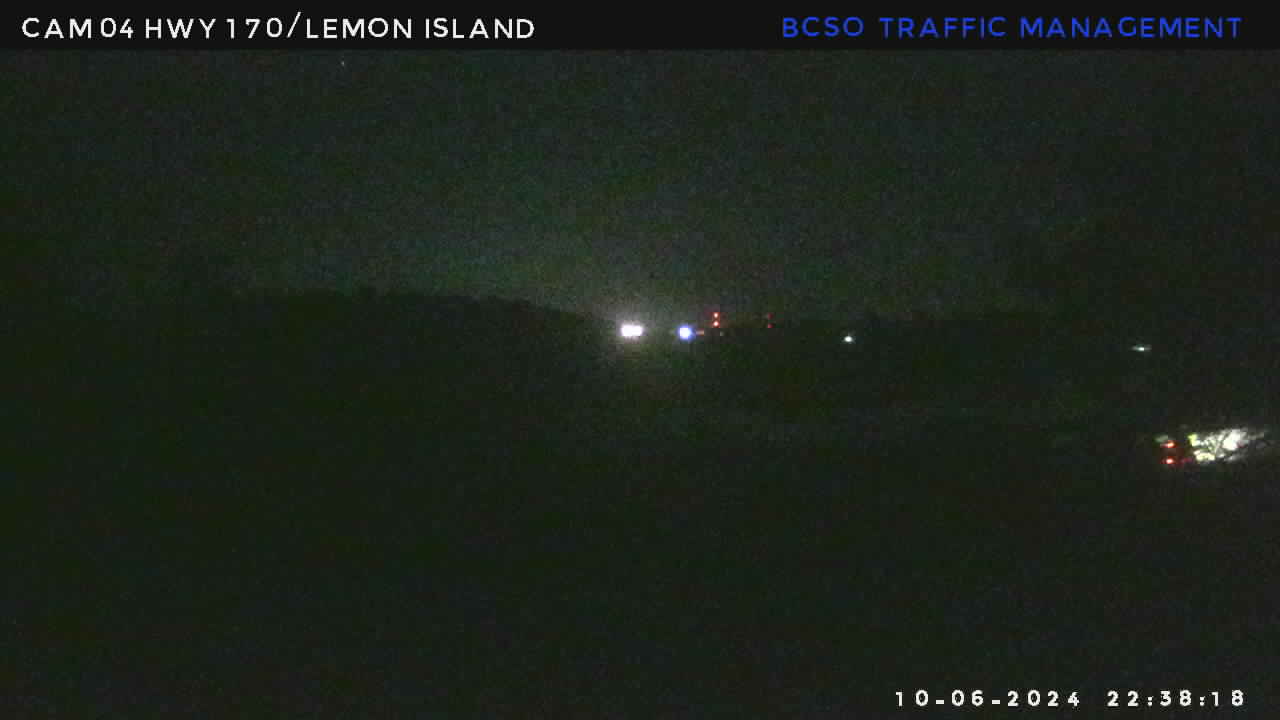 CAM04 HWY 170/LEMON ISLAND
BCSO TRAFFIC MANAGEMENT
10-06-2024 22:38:18